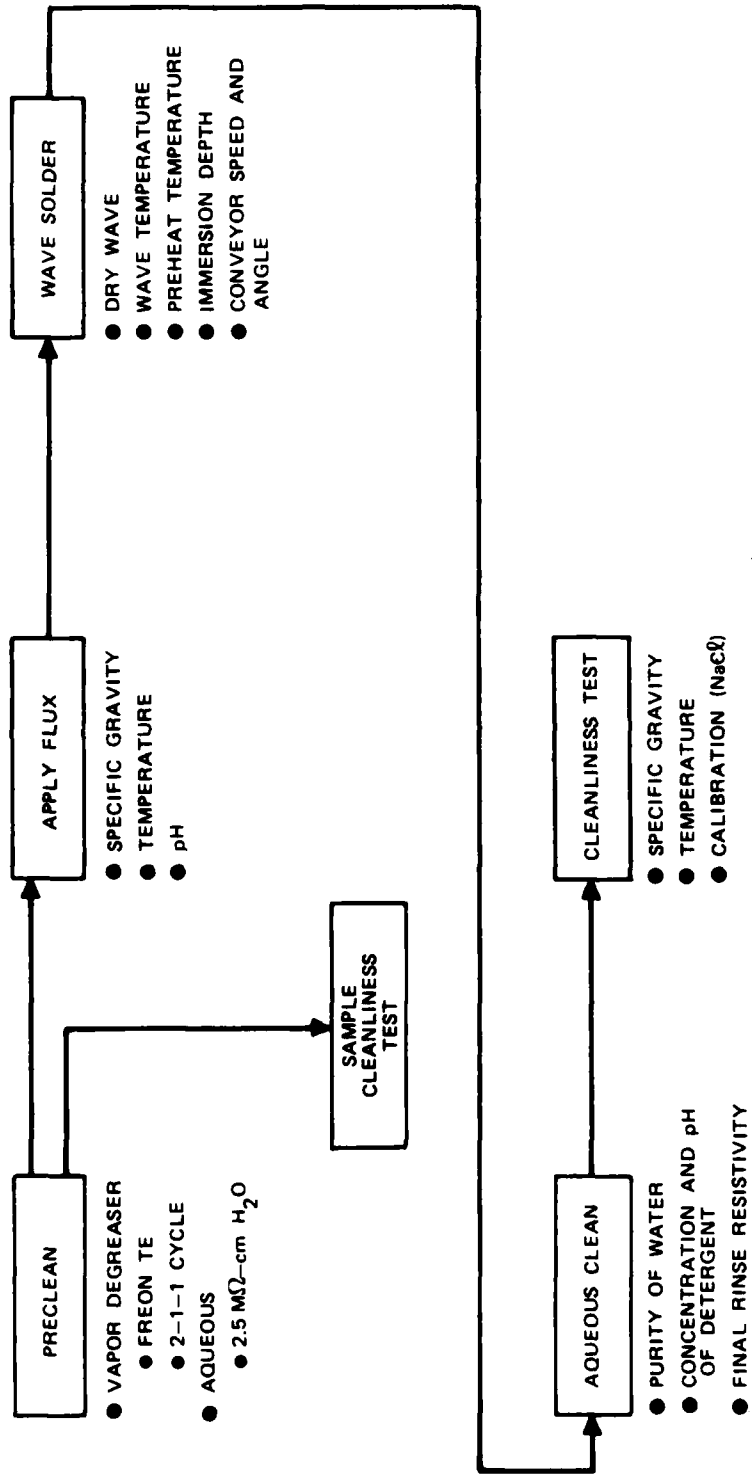 PRECLEAN
● VAPOR DEGREASER
● FREON TE
● 2-1-1 CYCLE
● AQUEOUS
● 2.5 MΩ-cm H₂O
SAMPLE
CLEANLINESS
TEST
APPLY FLUX
● SPECIFIC GRAVITY
● TEMPERATURE
● pH
WAVE SOLDER
● DRY WAVE
● WAVE TEMPERATURE
● PREHEAT TEMPERATURE
● IMMERSION DEPTH
● CONVEYOR SPEED AND
ANGLE
AQUEOUS CLEAN
● PURITY OF WATER
● CONCENTRATION AND pH
OF DETERGENT
● FINAL RINSE RESISTIVITY
CLEANLINESS TEST
● SPECIFIC GRAVITY
● TEMPERATURE
● CALIBRATION (NaCℓ)